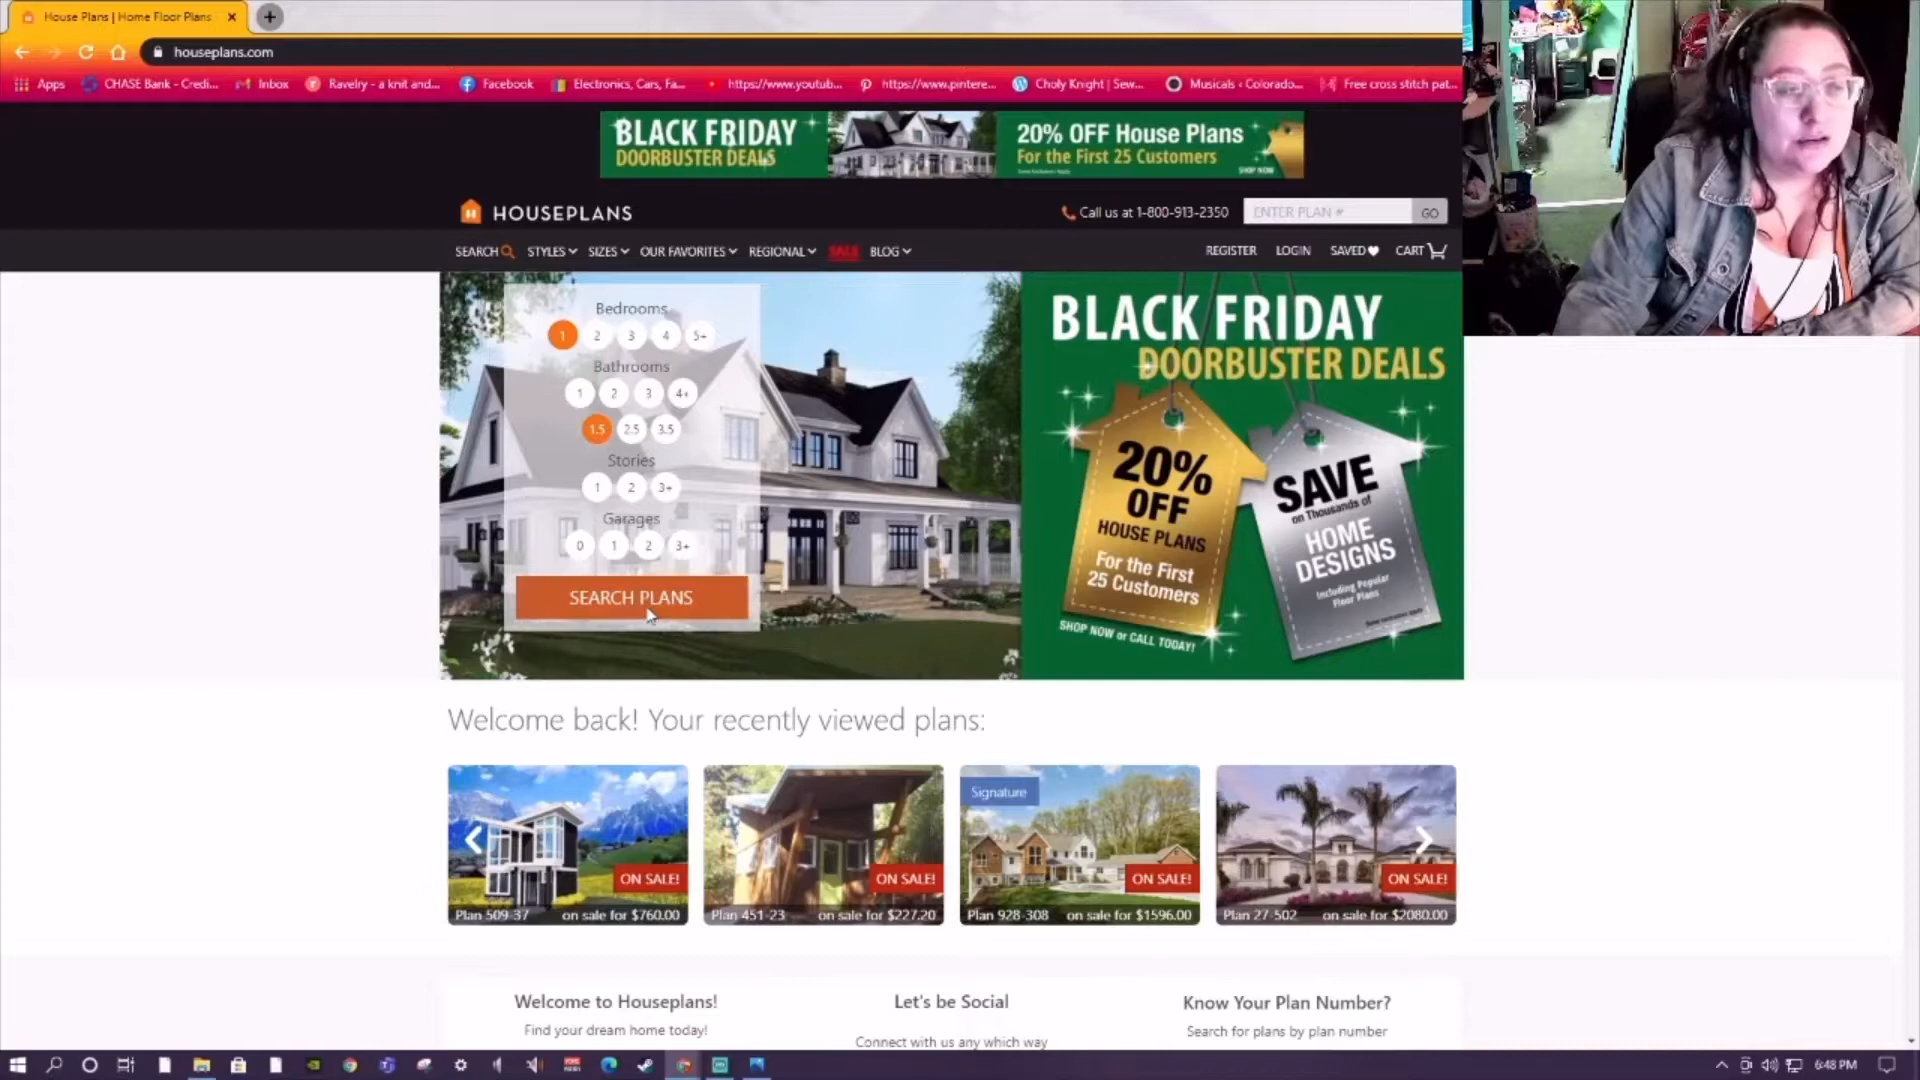 House Plans | Home Floor Plans
houseplans.com
Apps
CHASE Bank - Credi...
Inbox
Ravelry - a knit and...
Facebook
Electronics, Cars, Fa...
https://www.youtub...
https://www.pintere...
Choly Knight | Sew...
Musicals ‹ Colorado...
Free cross stitch pat...
BLACK FRIDAY
DOORBUSTER DEALS
20% OFF House Plans
For the First 25 Customers
SHOP NOW
HOUSEPLANS
Call us at 1-800-913-2350
ENTER PLAN #
GO
SEARCH
STYLES
SIZES
OUR FAVORITES
REGIONAL
SALE
BLOG
REGISTER
LOGIN
SAVED
CART
Bedrooms
1 2 3 4 5+
Bathrooms
1 2 3 4+
1.5 2.5 3.5
Stories
1 2 3+
Garages
0 1 2 3+
SEARCH PLANS
BLACK FRIDAY
DOORBUSTER DEALS
20%
OFF
HOUSE PLANS
For the First
25 Customers
SHOP NOW or CALL TODAY!
SAVE
on Thousands of
HOME
DESIGNS
Including Popular
Floor Plans
Welcome back! Your recently viewed plans:
ON SALE!
Plan 509-37 on sale for $760.00
ON SALE!
Plan 451-23 on sale for $227.20
Signature
ON SALE!
Plan 928-308 on sale for $1596.00
ON SALE!
Plan 27-502 on sale for $2080.00
Welcome to Houseplans!
Find your dream home today!
Let's be Social
Connect with us any which way
Know Your Plan Number?
Search for plans by plan number
6:48 PM